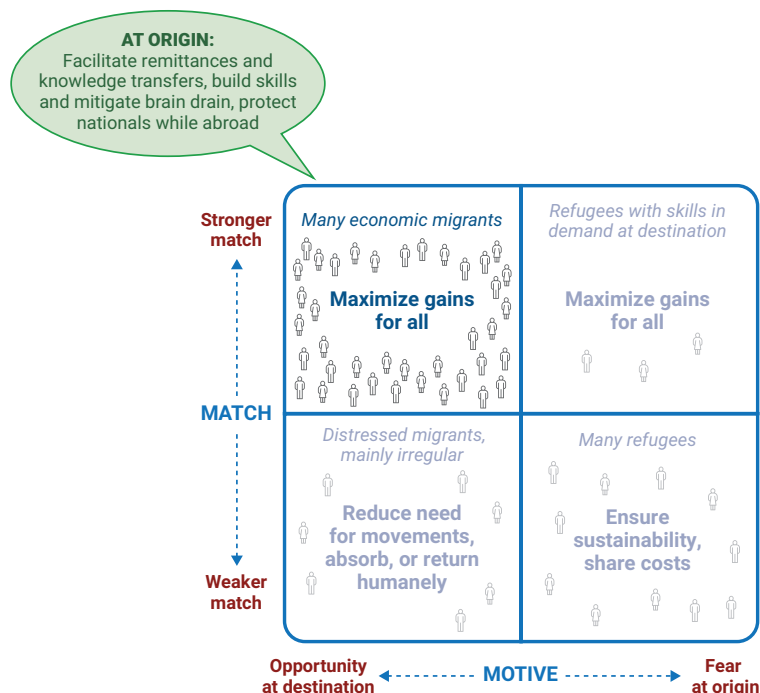 AT ORIGIN:
Facilitate remittances and
knowledge transfers, build skills
and mitigate brain drain, protect
nationals while abroad
Stronger
match
Many economic migrants
Maximize gains
for all
Refugees with skills in
demand at destination
Maximize gains
for all
MATCH
Distressed migrants,
mainly irregular
Reduce need
for movements,
absorb, or return
humanely
Many refugees
Ensure
sustainability,
share costs
Weaker
match
Opportunity
at destination
MOTIVE
Fear
at origin